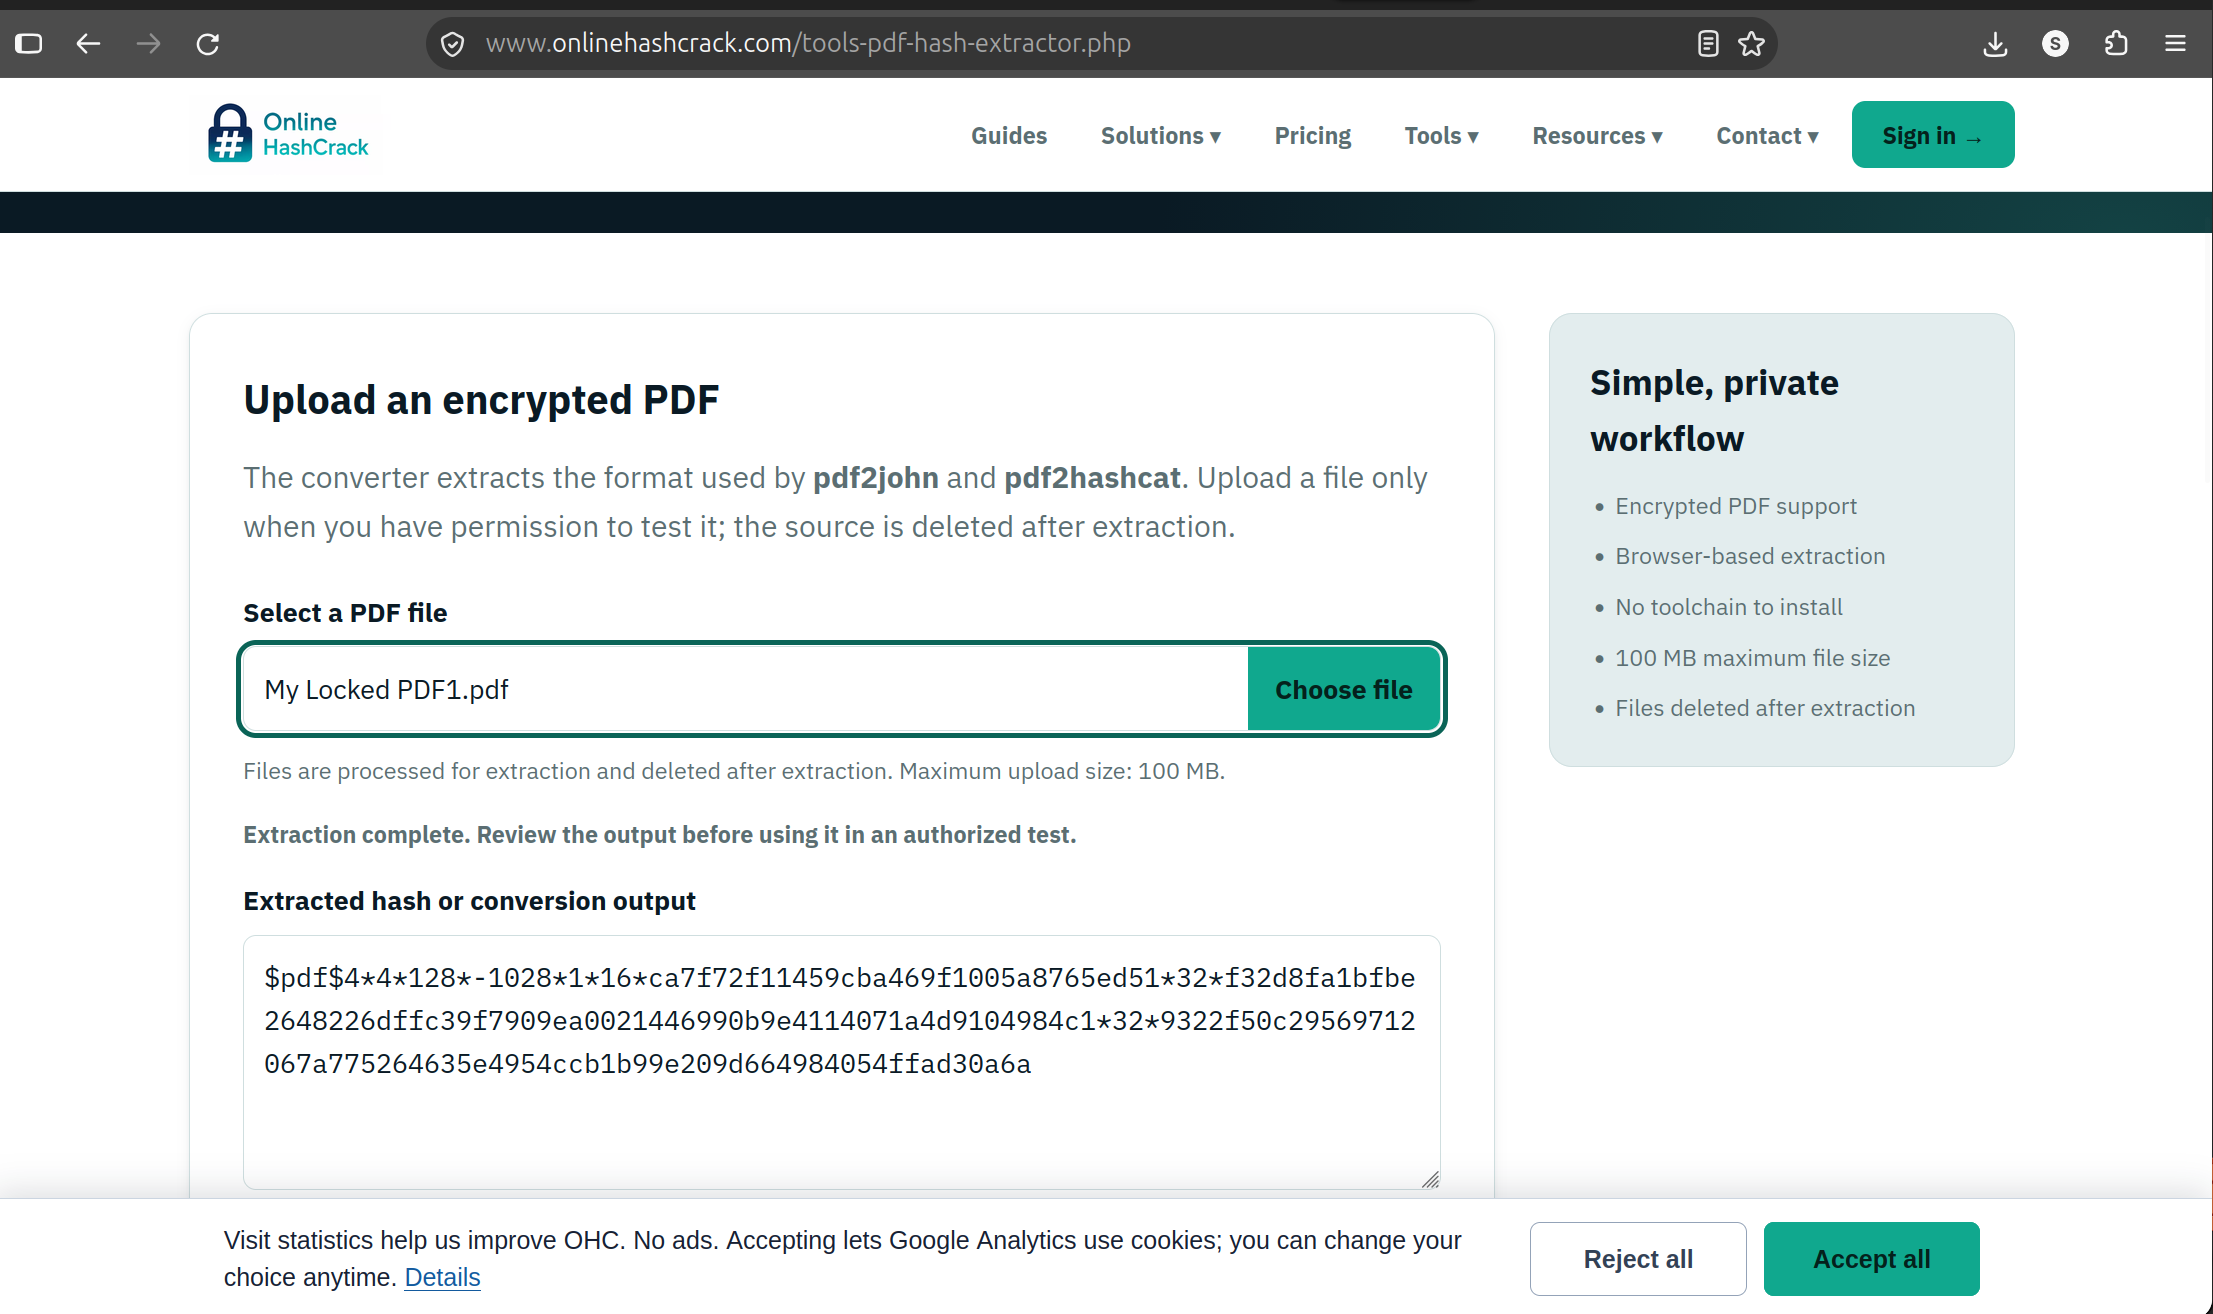 www.onlinehashcrack.com/tools-pdf-hash-extractor.php
S
#
Online
HashCrack
Guides
Solutions ▾
Pricing
Tools ▾
Resources ▾
Contact ▾
Sign in →
Upload an encrypted PDF
The converter extracts the format used by pdf2john and pdf2hashcat. Upload a file only
when you have permission to test it; the source is deleted after extraction.
Select a PDF file
My Locked PDF1.pdf
Choose file
Files are processed for extraction and deleted after extraction. Maximum upload size: 100 MB.
Extraction complete. Review the output before using it in an authorized test.
Extracted hash or conversion output
$pdf$4*4*128*-1028*1*16*ca7f72f11459cba469f1005a8765ed51*32*f32d8fa1bfbe
2648226dffc39f7909ea0021446990b9e4114071a4d9104984c1*32*9322f50c29569712
067a775264635e4954ccb1b99e209d664984054ffad30a6a
Simple, private
workflow
• Encrypted PDF support
• Browser-based extraction
• No toolchain to install
• 100 MB maximum file size
• Files deleted after extraction
Visit statistics help us improve OHC. No ads. Accepting lets Google Analytics use cookies; you can change your
choice anytime. Details
Reject all
Accept all